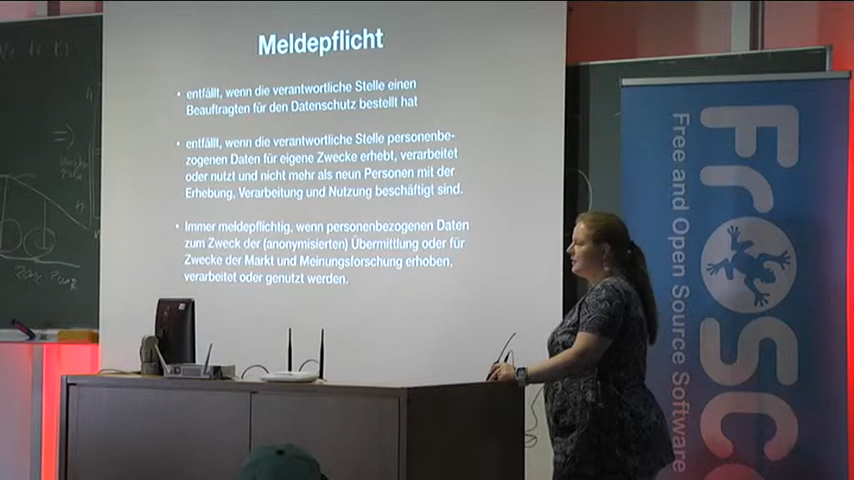 Meldepflicht
• entfällt, wenn die verantwortliche Stelle einen
Beauftragten für den Datenschutz bestellt hat
• entfällt, wenn die verantwortliche Stelle personenbe-
zogenen Daten für eigene Zwecke erhebt, verarbeitet
oder nutzt und nicht mehr als neun Personen mit der
Erhebung, Verarbeitung und Nutzung beschäftigt sind.
• Immer meldepflichtig, wenn personenbezogenen Daten
zum Zweck der (anonymisierten) Übermittlung oder für
Zwecke der Markt und Meinungsforschung erhoben,
verarbeitet oder genutzt werden.
Free and Open Source Software
FrOSC